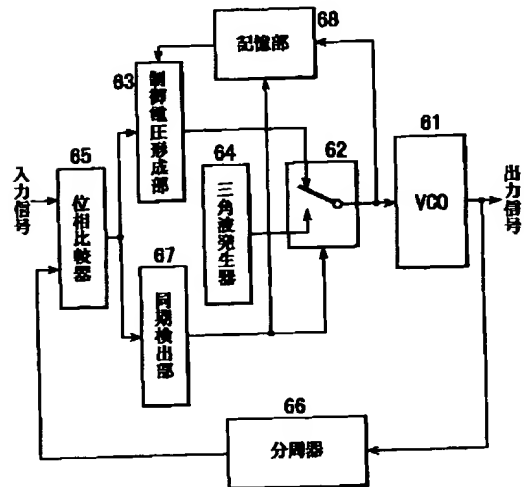 68
記憶部
63
制御電圧形成部
61
VCO
62
64
三角波発生器
65
位相比較器
入力信号
出力信号
67
同期検出部
66
分周器